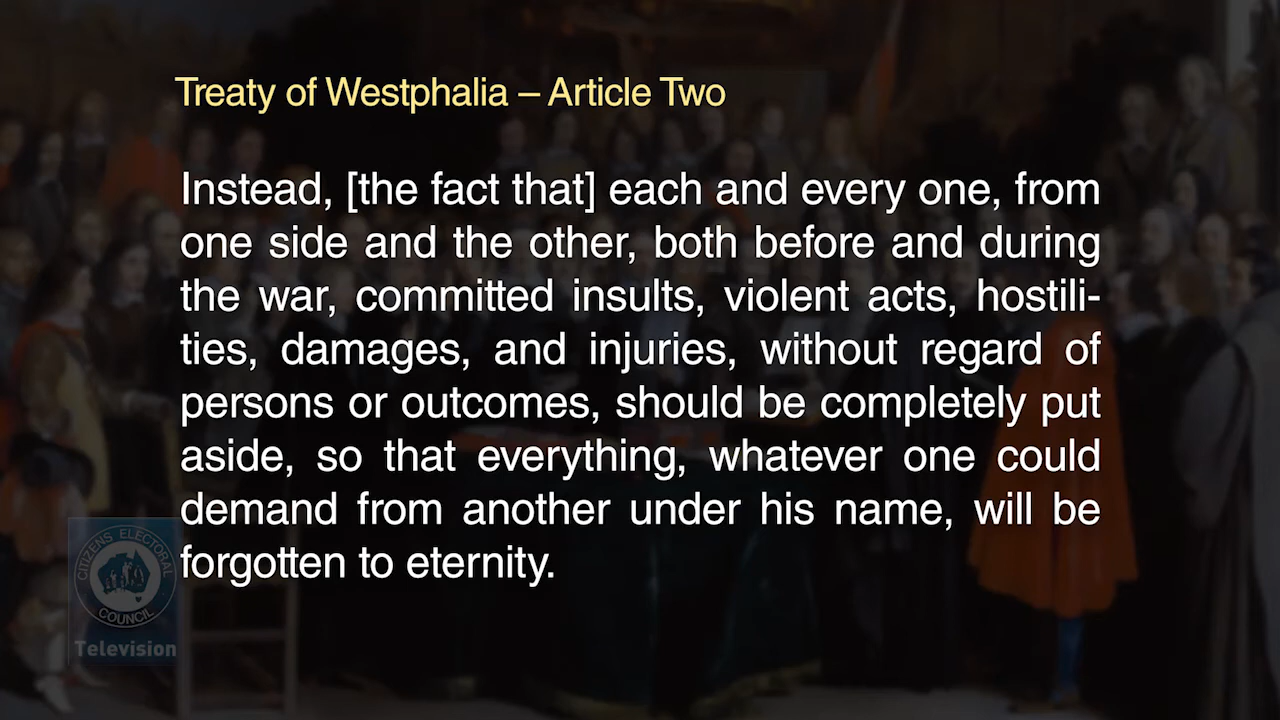 Treaty of Westphalia – Article Two
Instead, [the fact that] each and every one, from
one side and the other, both before and during
the war, committed insults, violent acts, hostili-
ties, damages, and injuries, without regard of
persons or outcomes, should be completely put
aside, so that everything, whatever one could
demand from another under his name, will be
forgotten to eternity.
CITIZENS ELECTORAL
COUNCIL
Television